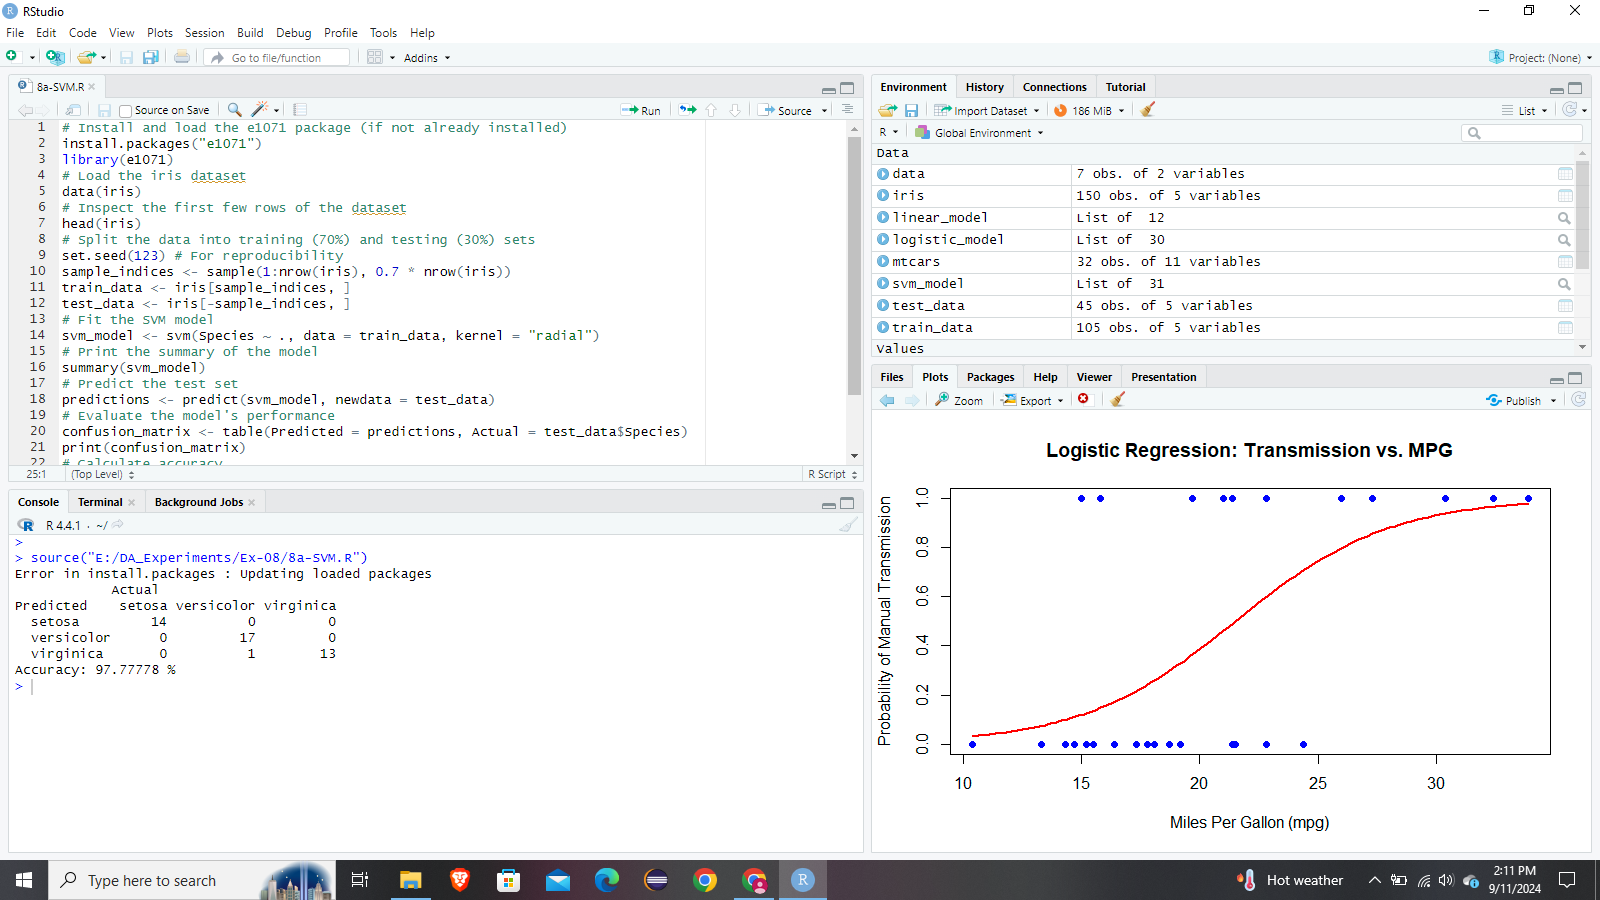 RStudio
File Edit Code View Plots Session Build Debug Profile Tools Help
Go to file/function Addins Project: (None)
8a-SVM.R
Source on Save Run Source
1 # Install and load the e1071 package (if not already installed)
2 install.packages("e1071")
3 library(e1071)
4 # Load the iris dataset
5 data(iris)
6 # Inspect the first few rows of the dataset
7 head(iris)
8 # Split the data into training (70%) and testing (30%) sets
9 set.seed(123) # For reproducibility
10 sample_indices <- sample(1:nrow(iris), 0.7 * nrow(iris))
11 train_data <- iris[sample_indices, ]
12 test_data <- iris[-sample_indices, ]
13 # Fit the SVM model
14 svm_model <- svm(Species ~ ., data = train_data, kernel = "radial")
15 # Print the summary of the model
16 summary(svm_model)
17 # Predict the test set
18 predictions <- predict(svm_model, newdata = test_data)
19 # Evaluate the model's performance
20 confusion_matrix <- table(Predicted = predictions, Actual = test_data$Species)
21 print(confusion_matrix)
22 # Calculate accuracy
25:1 (Top Level) R Script
Console Terminal Background Jobs
R 4.4.1 · ~/
>
> source("E:/DA_Experiments/Ex-08/8a-SVM.R")
Error in install.packages : Updating loaded packages
Actual
Predicted setosa versicolor virginica
setosa 14 0 0
versicolor 0 17 0
virginica 0 1 13
Accuracy: 97.77778 %
>
Environment History Connections Tutorial
Import Dataset 186 MiB List
R Global Environment
Data
data 7 obs. of 2 variables
iris 150 obs. of 5 variables
linear_model List of 12
logistic_model List of 30
mtcars 32 obs. of 11 variables
svm_model List of 31
test_data 45 obs. of 5 variables
train_data 105 obs. of 5 variables
Values
Files Plots Packages Help Viewer Presentation
Zoom Export Publish
Logistic Regression: Transmission vs. MPG
Probability of Manual Transmission
1.0
0.8
0.6
0.4
0.2
0.0
10 15 20 25 30
Miles Per Gallon (mpg)
Type here to search
Hot weather
2:11 PM
9/11/2024